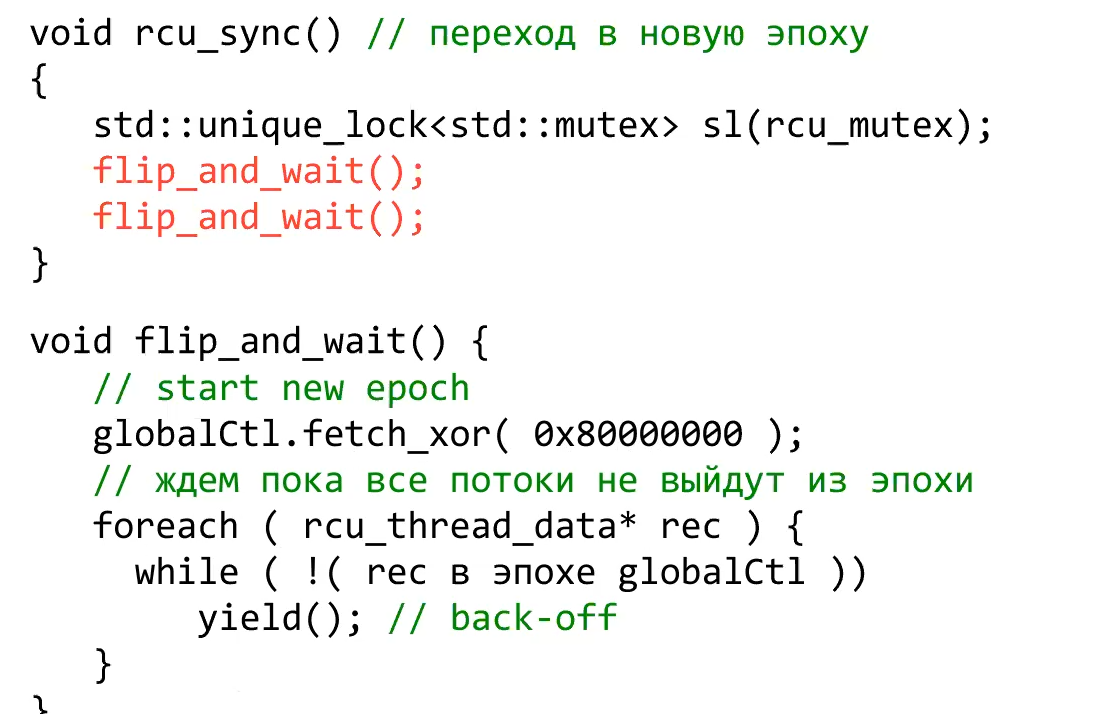 void rcu_sync() // переход в новую эпоху
{
   std::unique_lock<std::mutex> sl(rcu_mutex);
   flip_and_wait();
   flip_and_wait();
}
void flip_and_wait() {
   // start new epoch
   globalCtl.fetch_xor( 0x80000000 );
   // ждем пока все потоки не выйдут из эпохи
   foreach ( rcu_thread_data* rec ) {
     while ( !( rec в эпохе globalCtl ))
        yield(); // back-off
   }
}